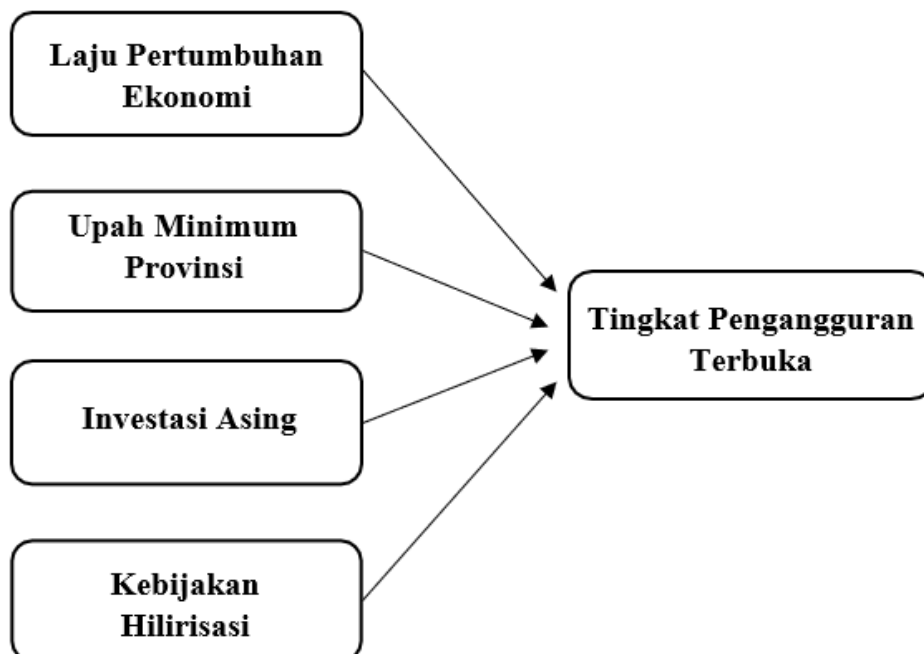 Laju Pertumbuhan
Ekonomi
Upah Minimum
Provinsi
Investasi Asing
Kebijakan
Hilirisasi
Tingkat Pengangguran
Terbuka